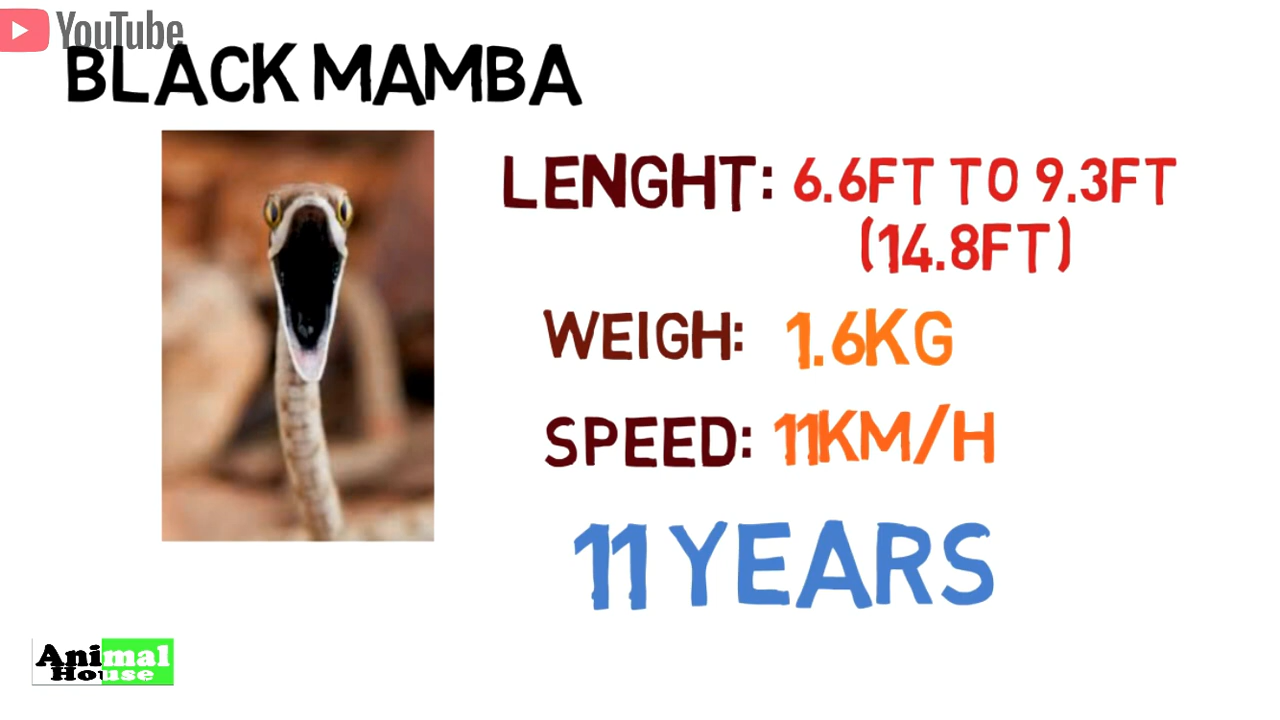 YouTube
BLACK MAMBA
LENGHT: 6.6FT TO 9.3FT
(14.8FT)
WEIGH: 1.6KG
SPEED: 11KM/H
11 YEARS
Animal
House